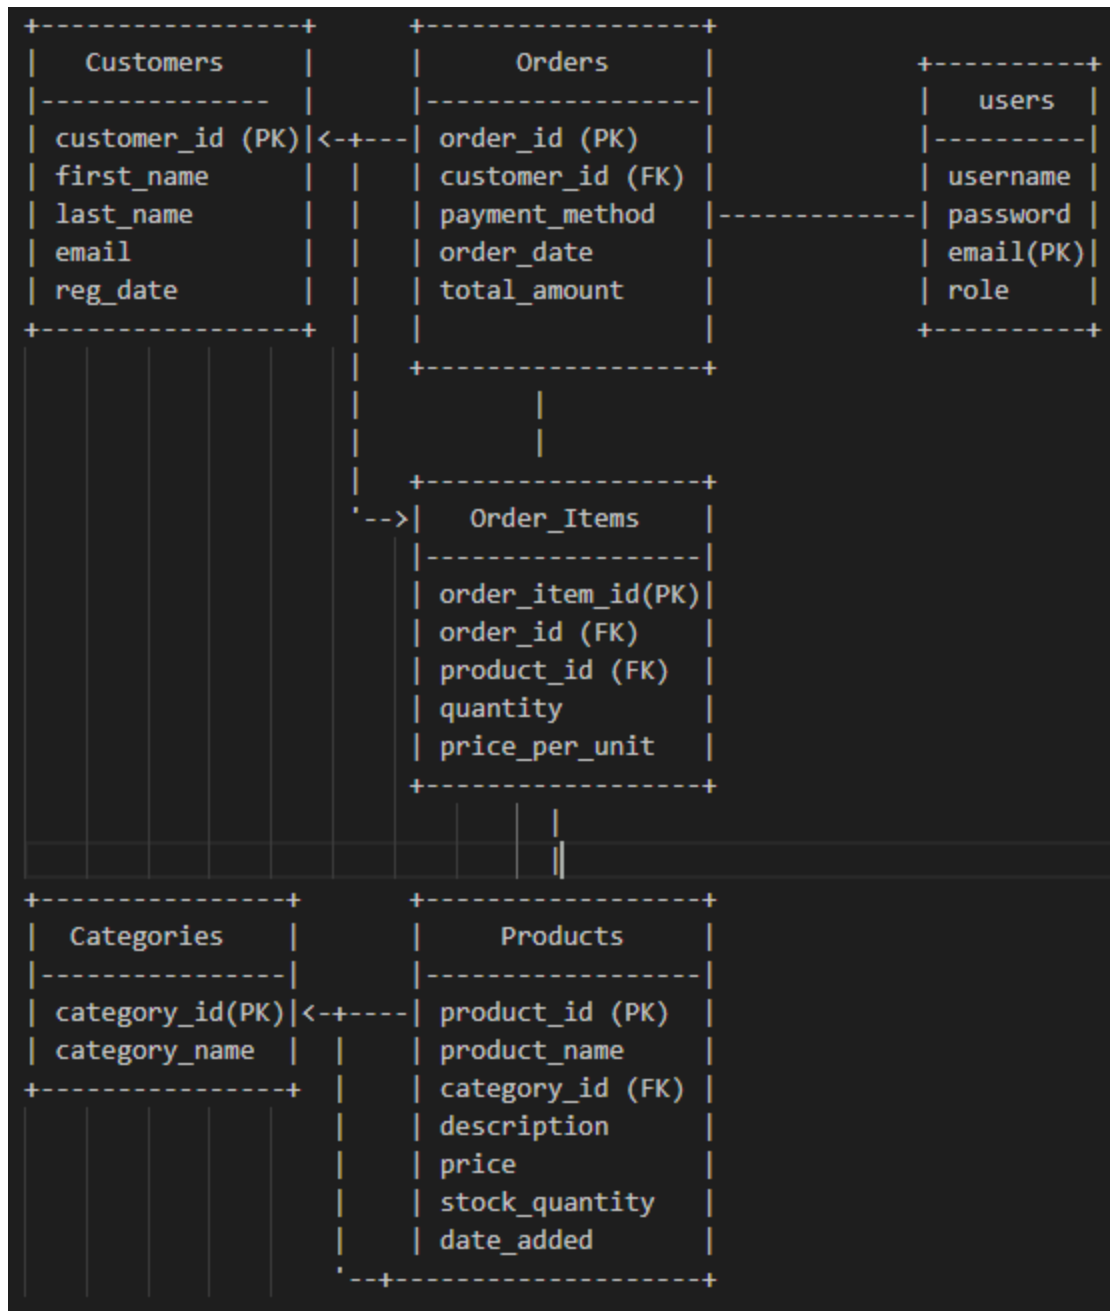 Customers
customer_id (PK)
first_name
last_name
email
reg_date
Orders
order_id (PK)
customer_id (FK)
payment_method
order_date
total_amount
users
username
password
email(PK)
role
Order_Items
order_item_id(PK)
order_id (FK)
product_id (FK)
quantity
price_per_unit
Categories
category_id(PK)
category_name
Products
product_id (PK)
product_name
category_id (FK)
description
price
stock_quantity
date_added